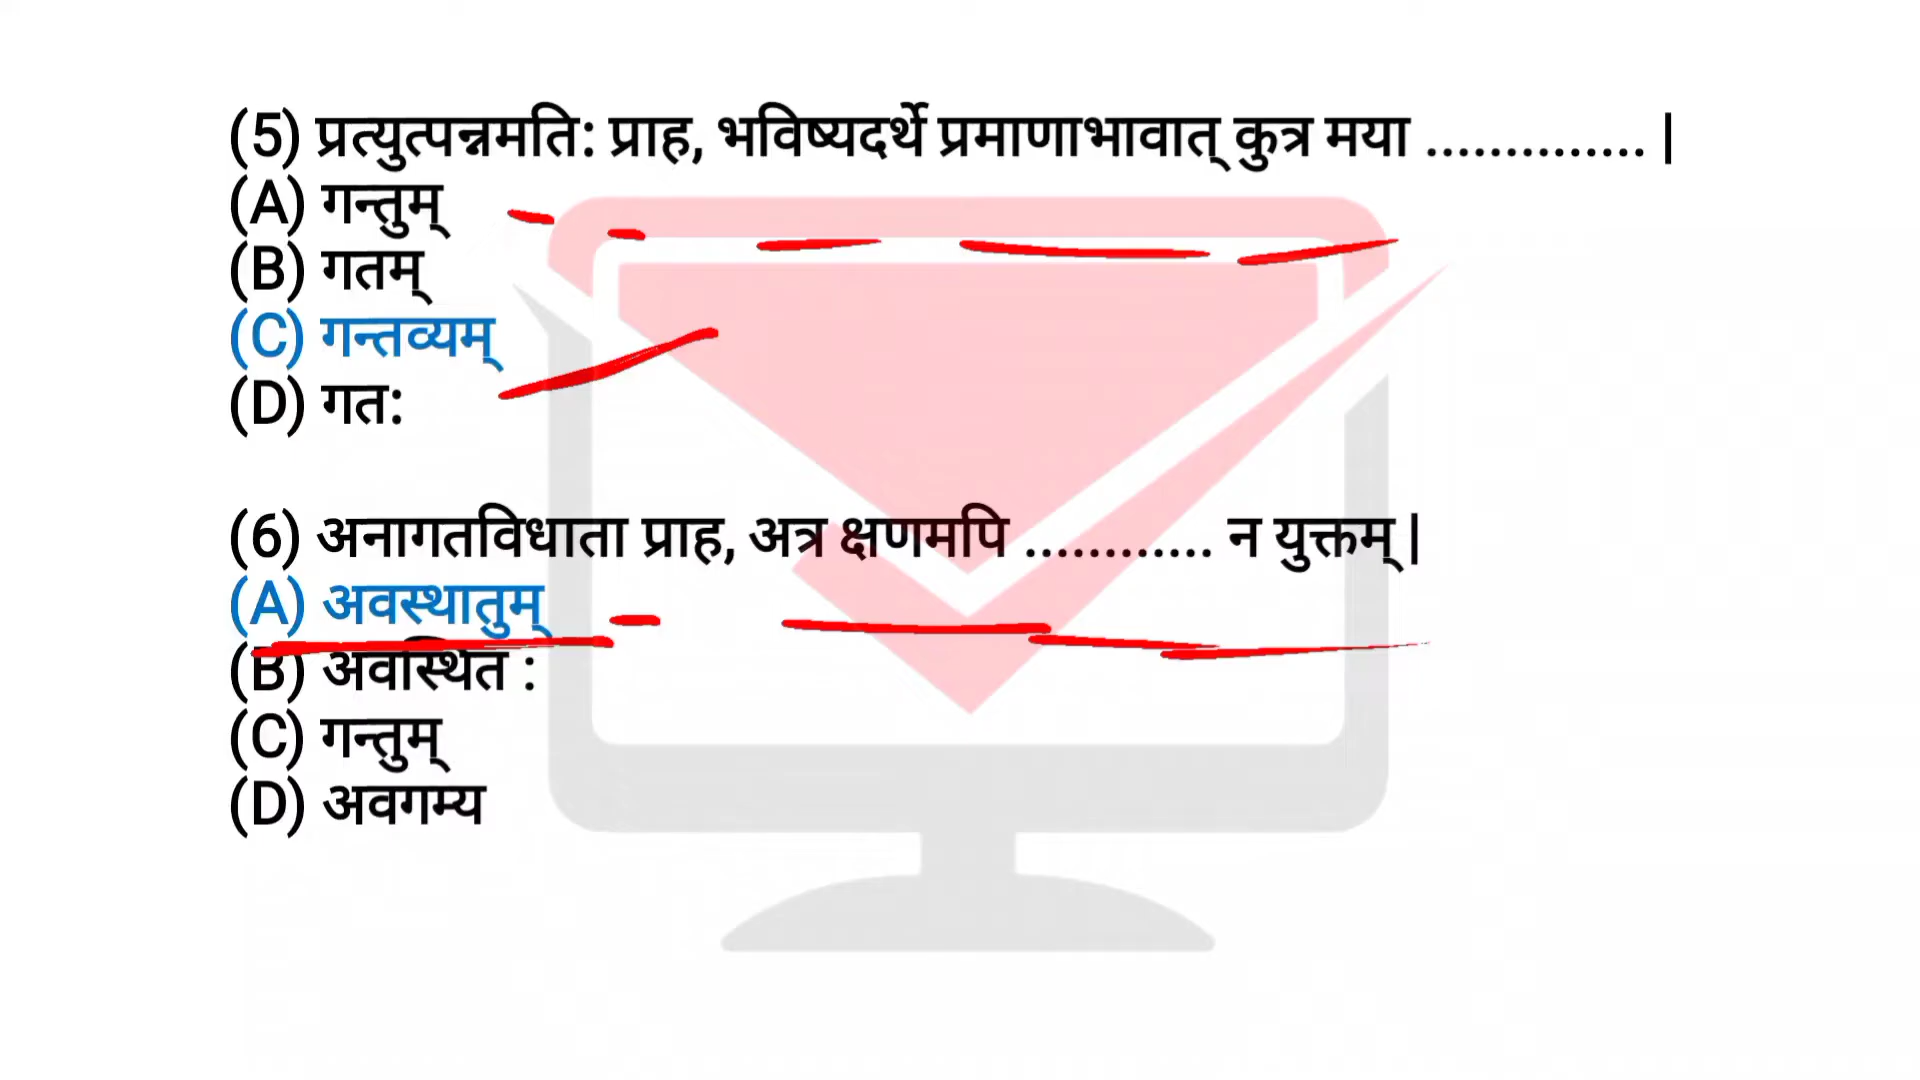 (5) प्रत्युत्पन्नमति: प्राह, भविष्यदर्थे प्रमाणाभावात् कुत्र मया .............. |
(A) गन्तुम्
(B) गतम्
(C) गन्तव्यम्
(D) गत:
(6) अनागतविधाता प्राह, अत्र क्षणमपि ............ न युक्तम् |
(A) अवस्थातुम्
(B) अवस्थित :
(C) गन्तुम्
(D) अवगम्य